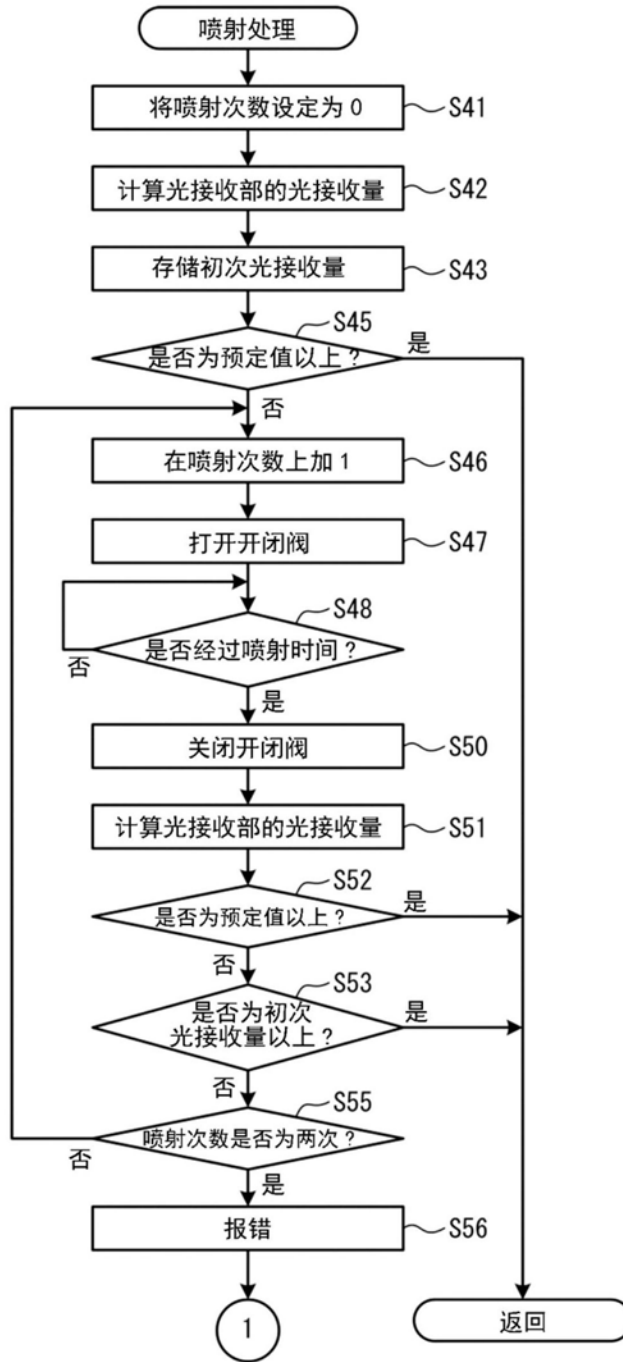 喷射处理
将喷射次数设定为0
S41
计算光接收部的光接收量
S42
存储初次光接收量
S43
S45
是否为预定值以上?
是
否
在喷射次数上加1
S46
打开开闭阀
S47
S48
是否经过喷射时间?
否
是
关闭开闭阀
S50
计算光接收部的光接收量
S51
S52
是否为预定值以上?
是
否
S53
是否为初次
光接收量以上?
是
否
S55
喷射次数是否为两次?
否
是
报错
S56
1
返回